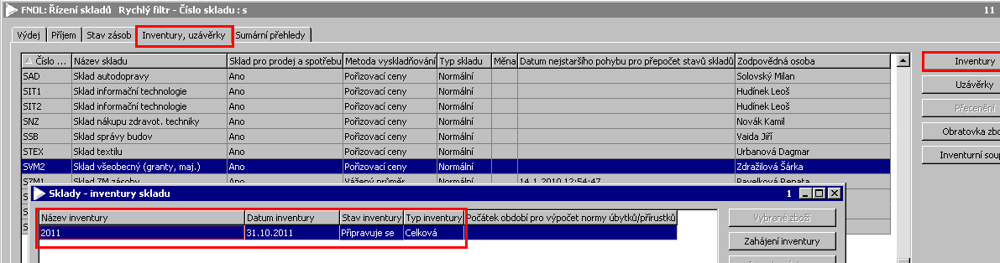 FNOL: Řízení skladů Rychlý filtr - Číslo skladu : s 11
Výdej Příjem Stav zásob Inventury, uzávěrky Sumární přehledy
Číslo ... Název skladu Sklad pro prodej a spotřebu Metoda vyskladňování Typ skladu Měna Datum nejstaršího pohybu pro přepočet stavů skladů Zodpovědná osoba
SAD Sklad autodopravy Ano Pořizovací ceny Normální Solovský Milan
SIT1 Sklad informační technologie Ano Pořizovací ceny Normální Hudínek Leoš
SIT2 Sklad informační technologie Ano Pořizovací ceny Normální Hudínek Leoš
SNZ Sklad nákupu zdravot. techniky Ano Pořizovací ceny Normální Novák Kamil
SSB Sklad správy budov Ano Pořizovací ceny Normální Vaida Jiří
STEX Sklad textilu Ano Pořizovací ceny Normální Urbanová Dagmar
SVM2 Sklad všeobecný (granty, maj.) Ano Pořizovací ceny Normální Zdražilová Šárka
SZM1 Sklad ZM zásoby Ano Vážený průměr Normální 14.1.2010 12:54:47 Pavelková Renata
Inventury
Uzávěrky
Přecenění
Obratovka zbo
Inventurní soup
Sklady - inventury skladu 1
Název inventury Datum inventury Stav inventury Typ inventury Počátek období pro výpočet normy úbytků/přírustků
2011 31.10.2011 Připravuje se Celková
Vybrané zboží
Zahájení inventury